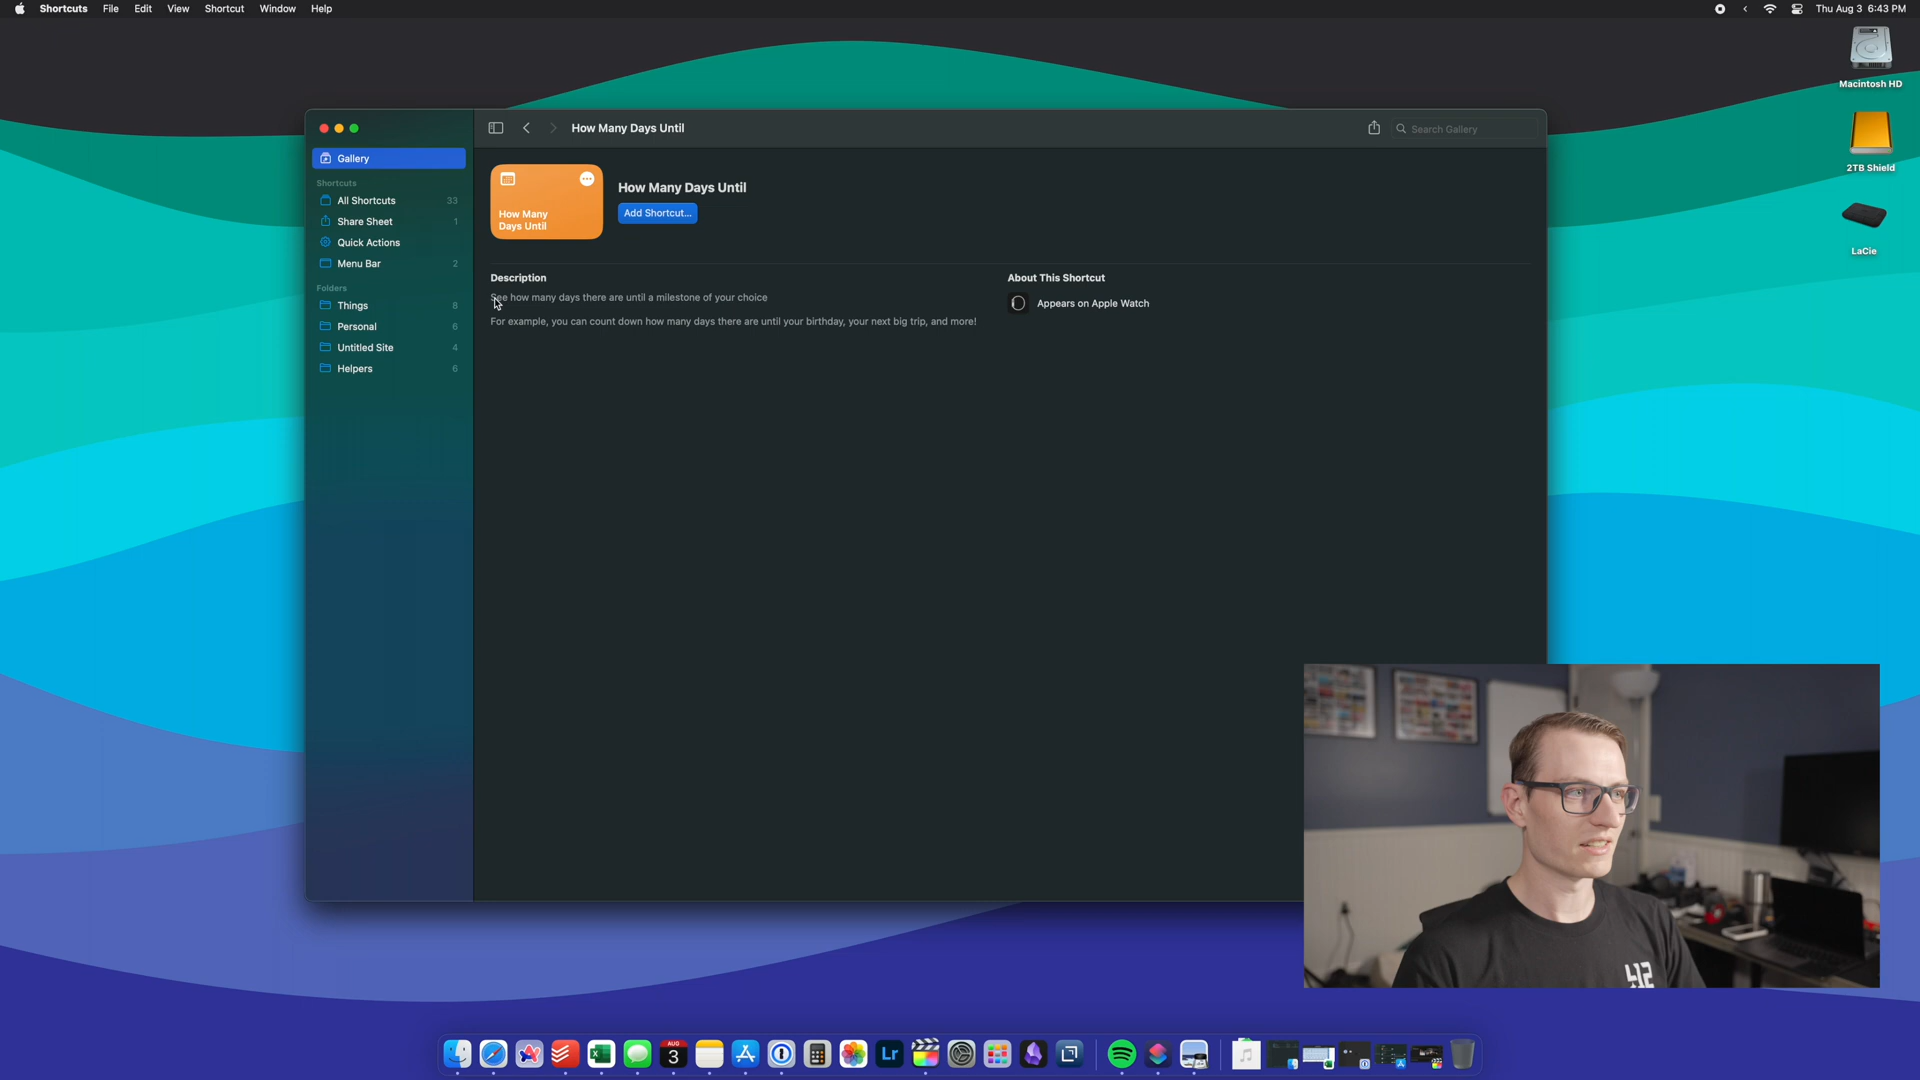 Shortcuts File Edit View Shortcut Window Help
Thu Aug 3 6:43 PM
Macintosh HD
2TB Shield
LaCie
How Many Days Until
Search Gallery
Gallery
Shortcuts
All Shortcuts 33
Share Sheet 1
Quick Actions
Menu Bar 2
Folders
Things 8
Personal 6
Untitled Site 4
Helpers 6
How Many
Days Until
How Many Days Until
Add Shortcut...
Description
See how many days there are until a milestone of your choice
For example, you can count down how many days there are until your birthday, your next big trip, and more!
About This Shortcut
Appears on Apple Watch
412
AUG
3
Lr